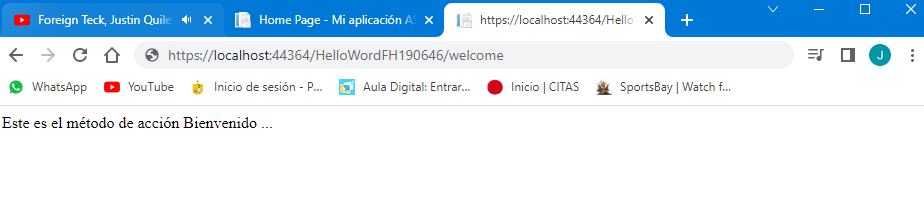 Foreign Teck, Justin Quile
Home Page - Mi aplicación AS
https://localhost:44364/Hello
https://localhost:44364/HelloWordFH190646/welcome
J
WhatsApp YouTube Inicio de sesión - P... Aula Digital: Entrar... Inicio | CITAS SportsBay | Watch f...
Este es el método de acción Bienvenido ...